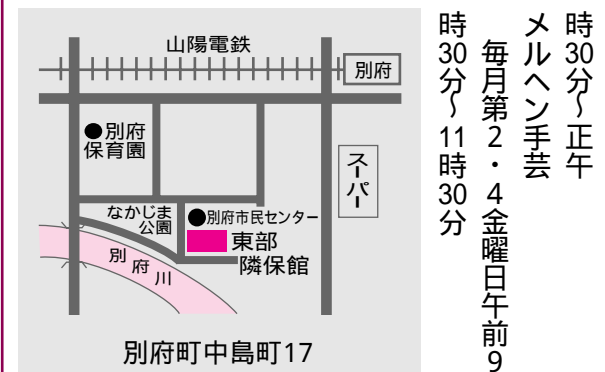 時30分〜正午
メルヘン手芸
毎月第2・4金曜日午前9
時30分〜11時30分
山陽電鉄
別府
●別府
保育園
スーパー
なかじま
公園
●別府市民センター
東部
隣保館
別府川
別府町中島町17